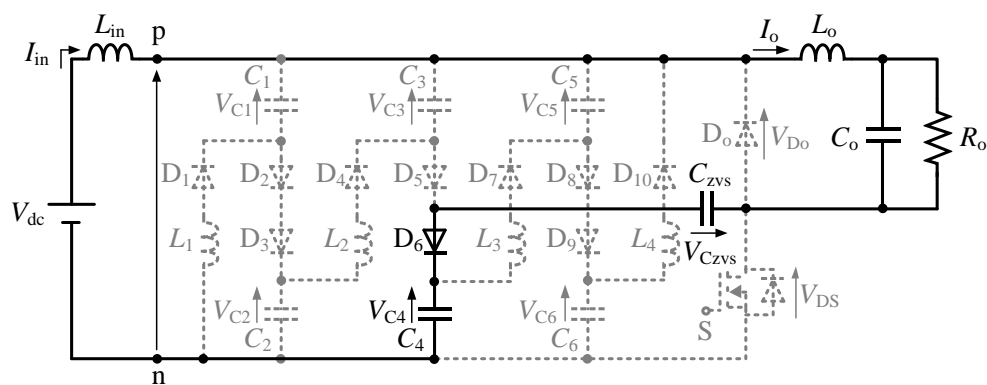 I_in
L_in
p
I_o
L_o
C_1
C_3
C_5
V_C1
V_C3
V_C5
D_o
V_Do
C_o
R_o
D_1
D_2
D_4
D_5
D_7
D_8
D_10
C_zvs
V_dc
L_1
D_3
L_2
D_6
L_3
D_9
L_4
V_Czvs
V_C2
V_C4
V_C6
V_DS
C_2
C_4
C_6
S
n